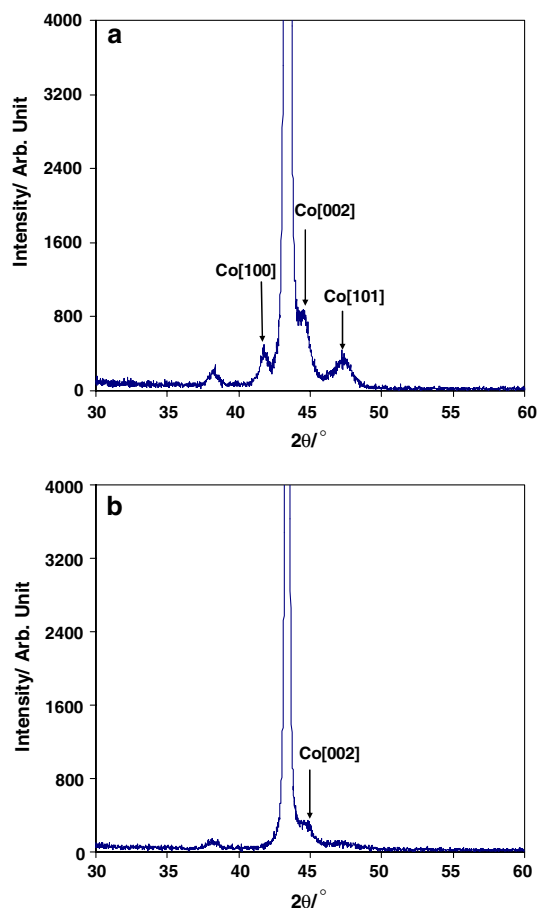 a
4000
3200
2400
1600
800
0
Intensity/ Arb. Unit
Co[100]
Co[002]
Co[101]
30 35 40 45 50 55 60
2θ/°
b
4000
3200
2400
1600
800
0
Intensity/ Arb. Unit
Co[002]
30 35 40 45 50 55 60
2θ/°